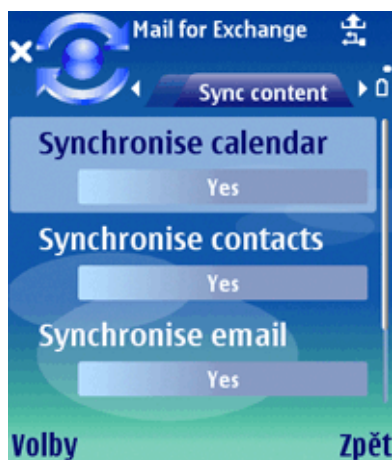 Mail for Exchange
Sync content
Synchronise calendar
Yes
Synchronise contacts
Yes
Synchronise email
Yes
Volby Zpět